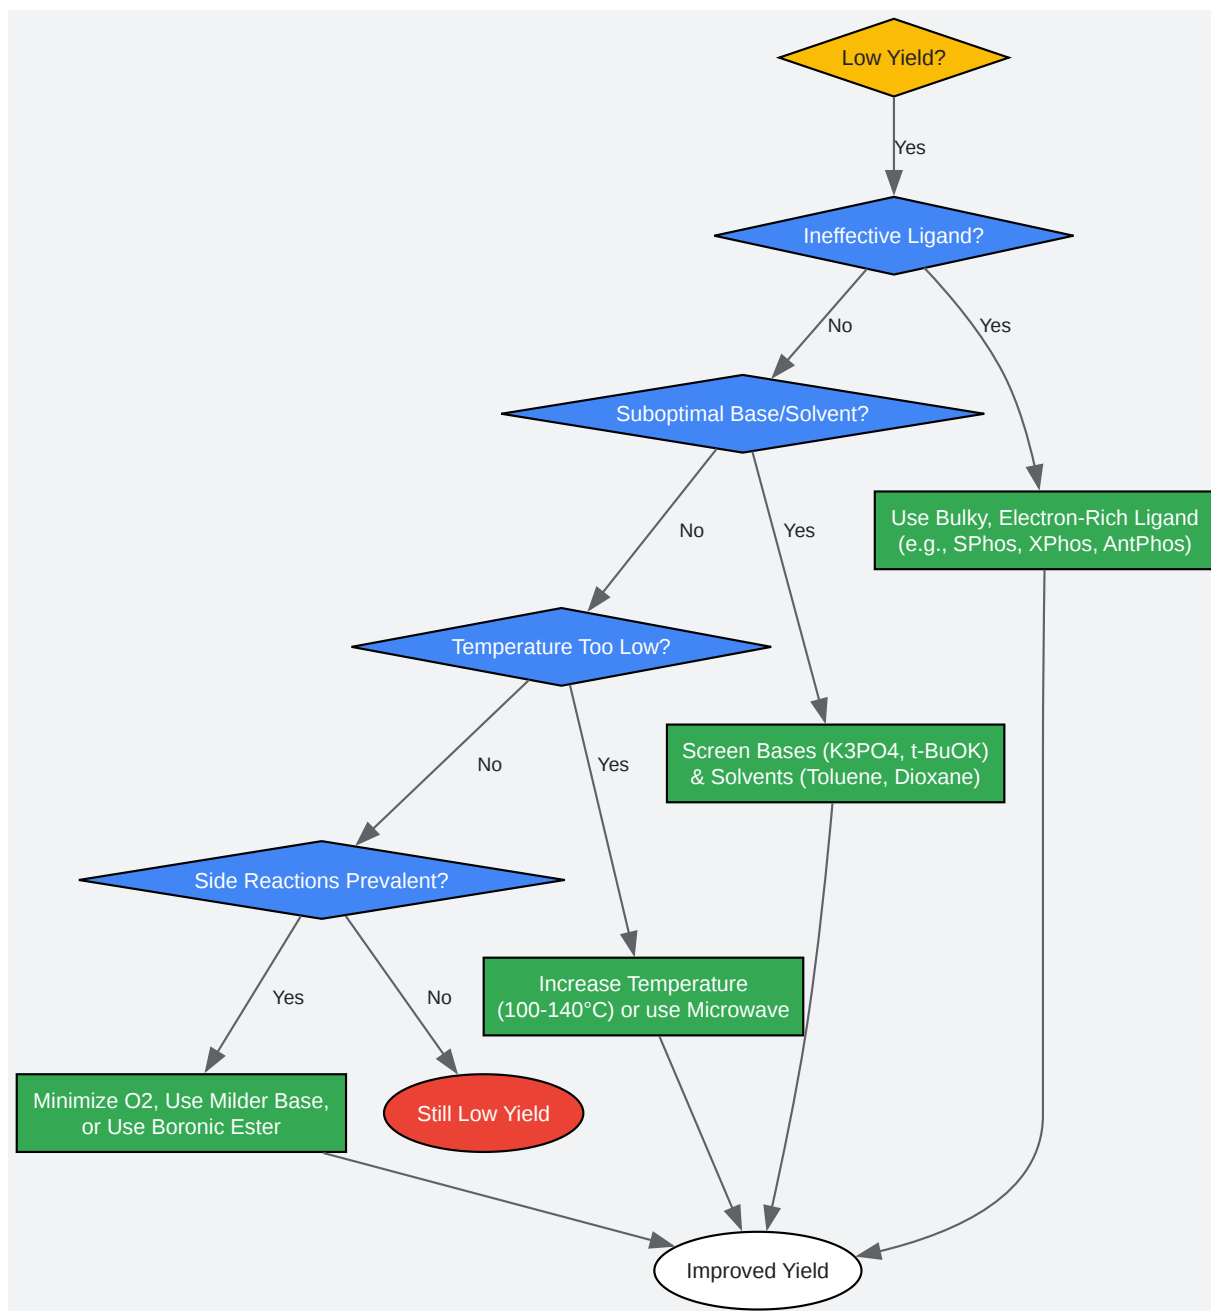 Low Yield?
Yes
Ineffective Ligand?
No
Yes
Suboptimal Base/Solvent?
Use Bulky, Electron-Rich Ligand
(e.g., SPhos, XPhos, AntPhos)
No
Yes
Temperature Too Low?
Screen Bases (K3PO4, t-BuOK)
& Solvents (Toluene, Dioxane)
No
Yes
Side Reactions Prevalent?
Increase Temperature
(100-140°C) or use Microwave
Yes
No
Minimize O2, Use Milder Base,
or Use Boronic Ester
Still Low Yield
Improved Yield